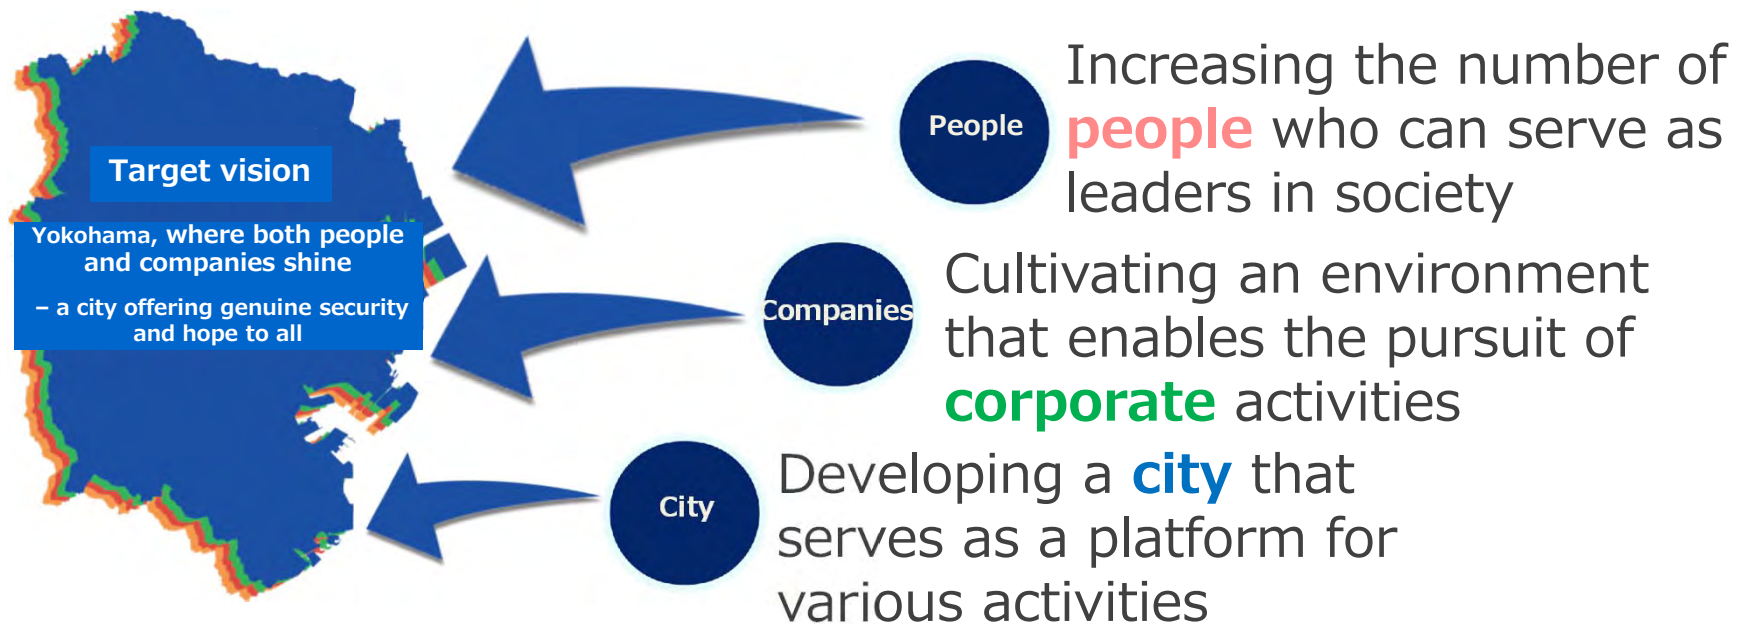 Target vision
Yokohama, where both people
and companies shine
– a city offering genuine security
and hope to all
People
Increasing the number of
people who can serve as
leaders in society
Companies
Cultivating an environment
that enables the pursuit of
corporate activities
City
Developing a city that
serves as a platform for
various activities